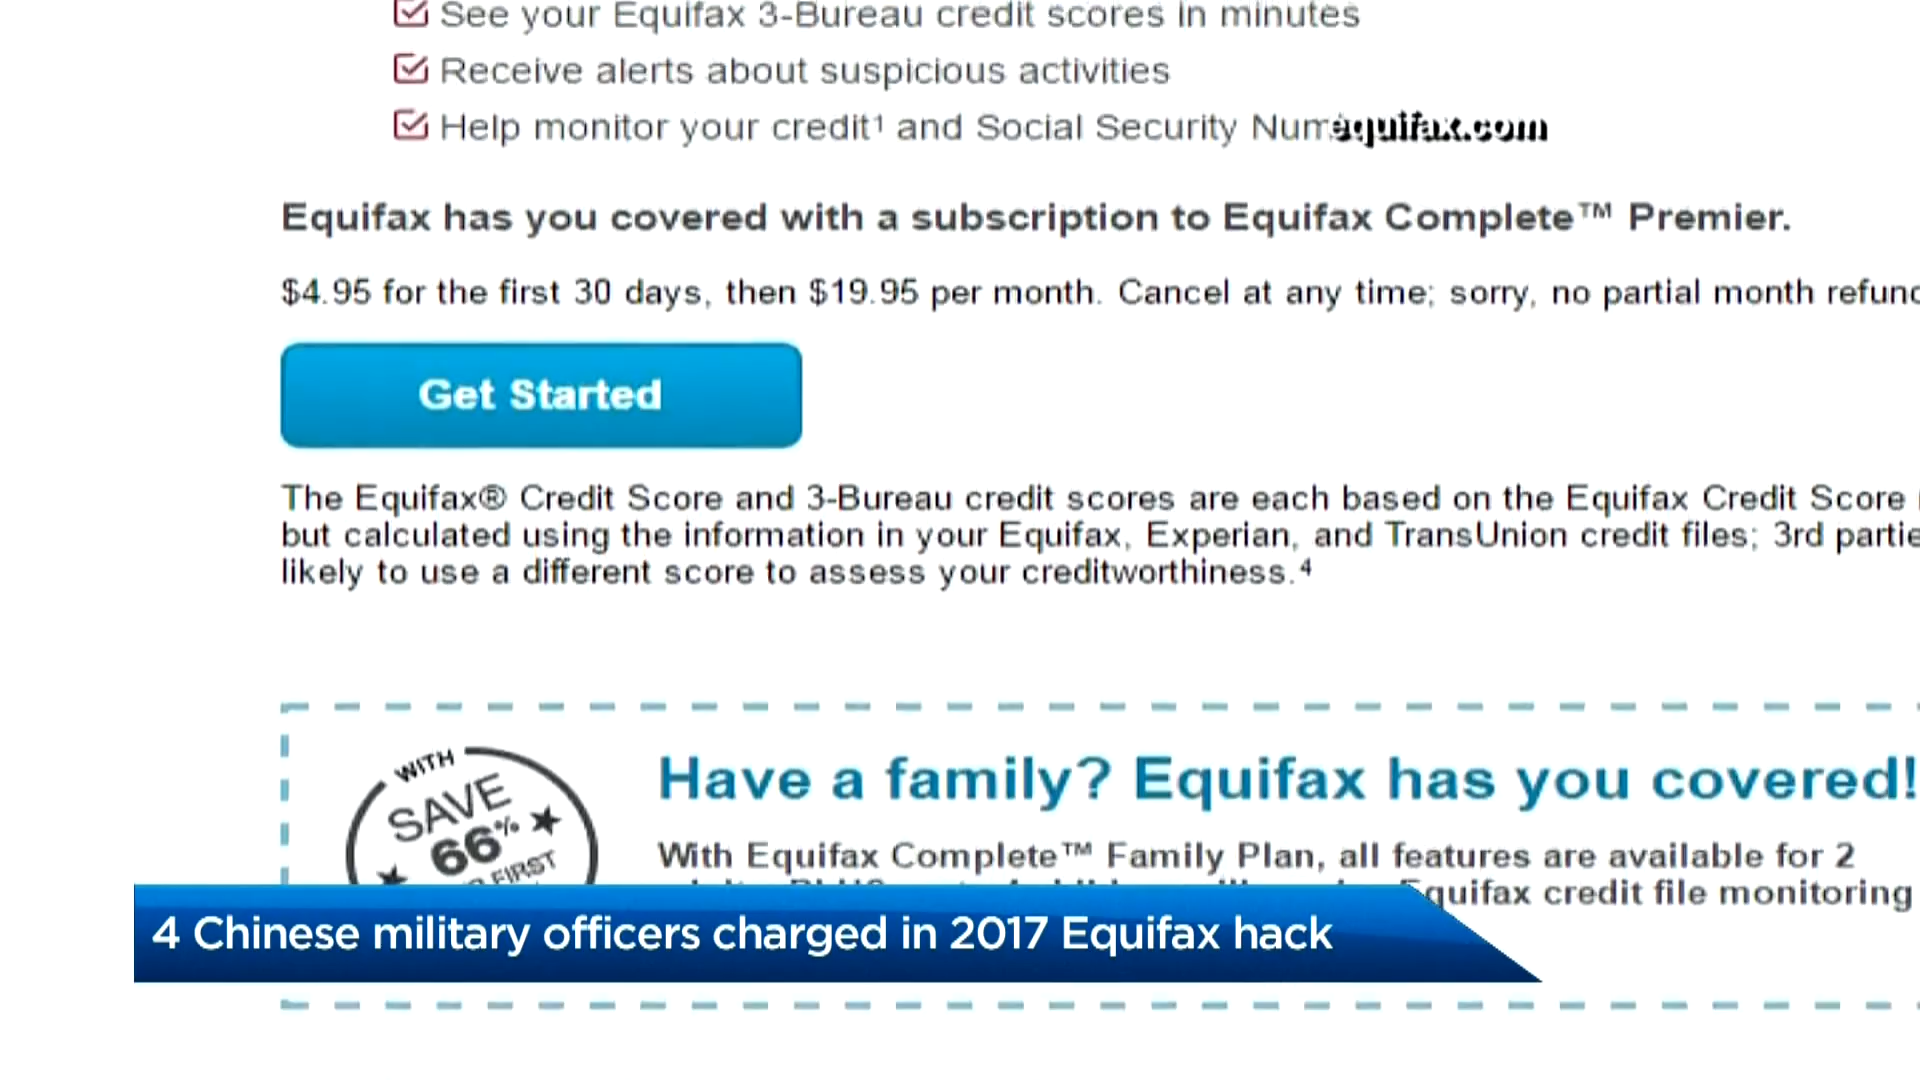 See your Equifax 3-Bureau credit scores in minutes
Receive alerts about suspicious activities
Help monitor your credit¹ and Social Security
equifax.com
Equifax has you covered with a subscription to Equifax Complete™ Premier.
$4.95 for the first 30 days, then $19.95 per month. Cancel at any time; sorry, no partial month
Get Started
The Equifax® Credit Score and 3-Bureau credit scores are each based on the Equifax Credit Score
but calculated using the information in your Equifax, Experian, and TransUnion credit files; 3rd
likely to use a different score to assess your creditworthiness.⁴
WITH
SAVE
66%
FIRST
Have a family? Equifax has you covered!
With Equifax Complete™ Family Plan, all features are available for 2
Equifax credit file monitoring
4 Chinese military officers charged in 2017 Equifax hack